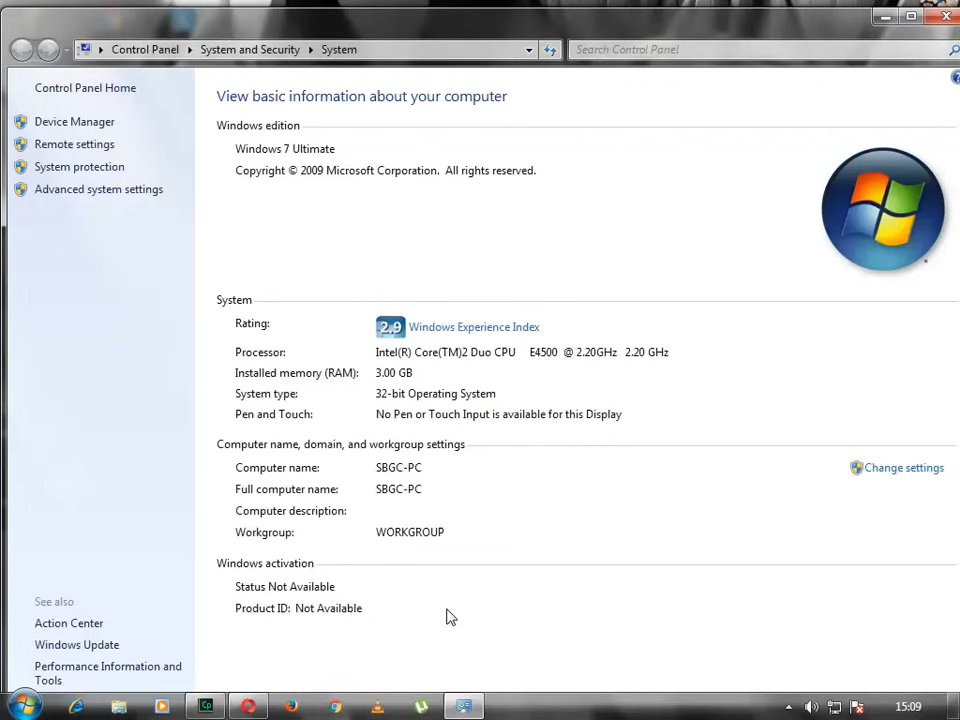 Control Panel
System and Security
System
Search Control Panel
Control Panel Home
Device Manager
Remote settings
System protection
Advanced system settings
View basic information about your computer
Windows edition
Windows 7 Ultimate
Copyright © 2009 Microsoft Corporation. All rights reserved.
System
Rating:
2.9 Windows Experience Index
Processor:
Intel(R) Core(TM)2 Duo CPU E4500 @ 2.20GHz 2.20 GHz
Installed memory (RAM):
3.00 GB
System type:
32-bit Operating System
Pen and Touch:
No Pen or Touch Input is available for this Display
Computer name, domain, and workgroup settings
Computer name:
SBGC-PC
Change settings
Full computer name:
SBGC-PC
Computer description:
Workgroup:
WORKGROUP
Windows activation
Status Not Available
Product ID: Not Available
See also
Action Center
Windows Update
Performance Information and
Tools
Cp
15:09